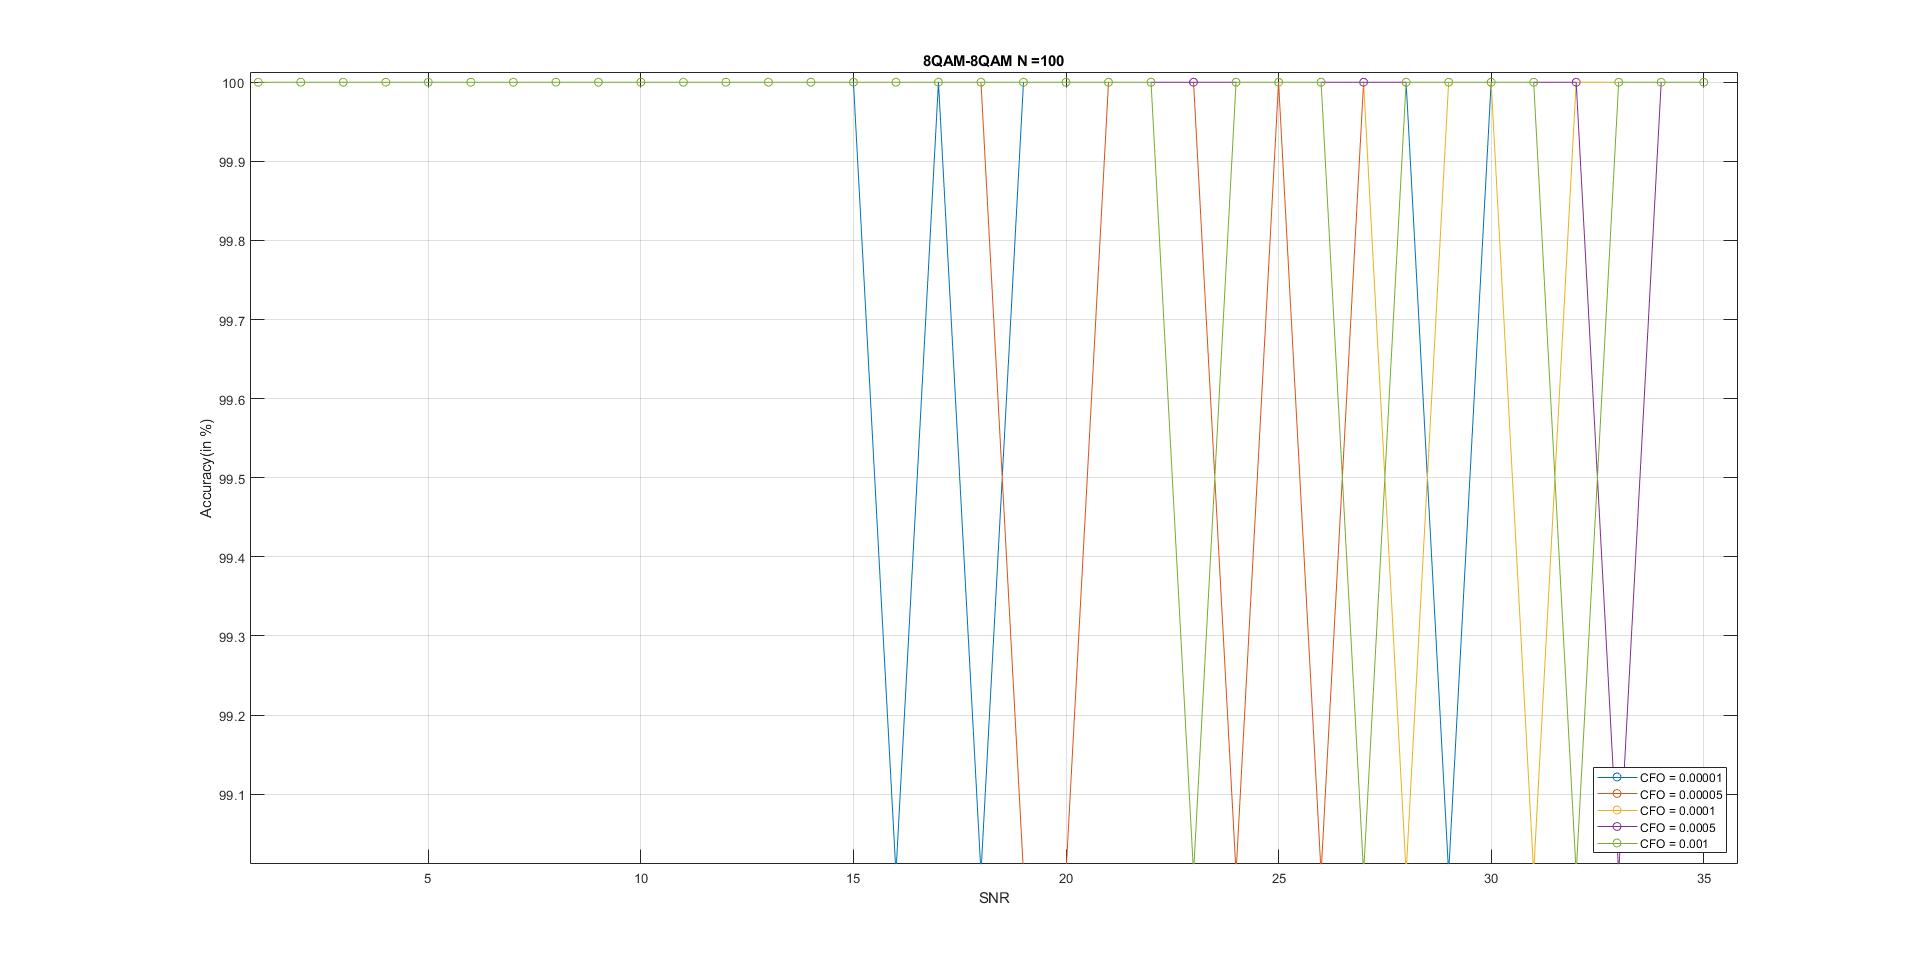 8QAM-8QAM N =100
100
99.9
99.8
99.7
99.6
99.5
99.4
99.3
99.2
99.1
Accuracy(in %)
5 10 15 20 25 30 35
SNR
CFO = 0.00001
CFO = 0.00005
CFO = 0.0001
CFO = 0.0005
CFO = 0.001